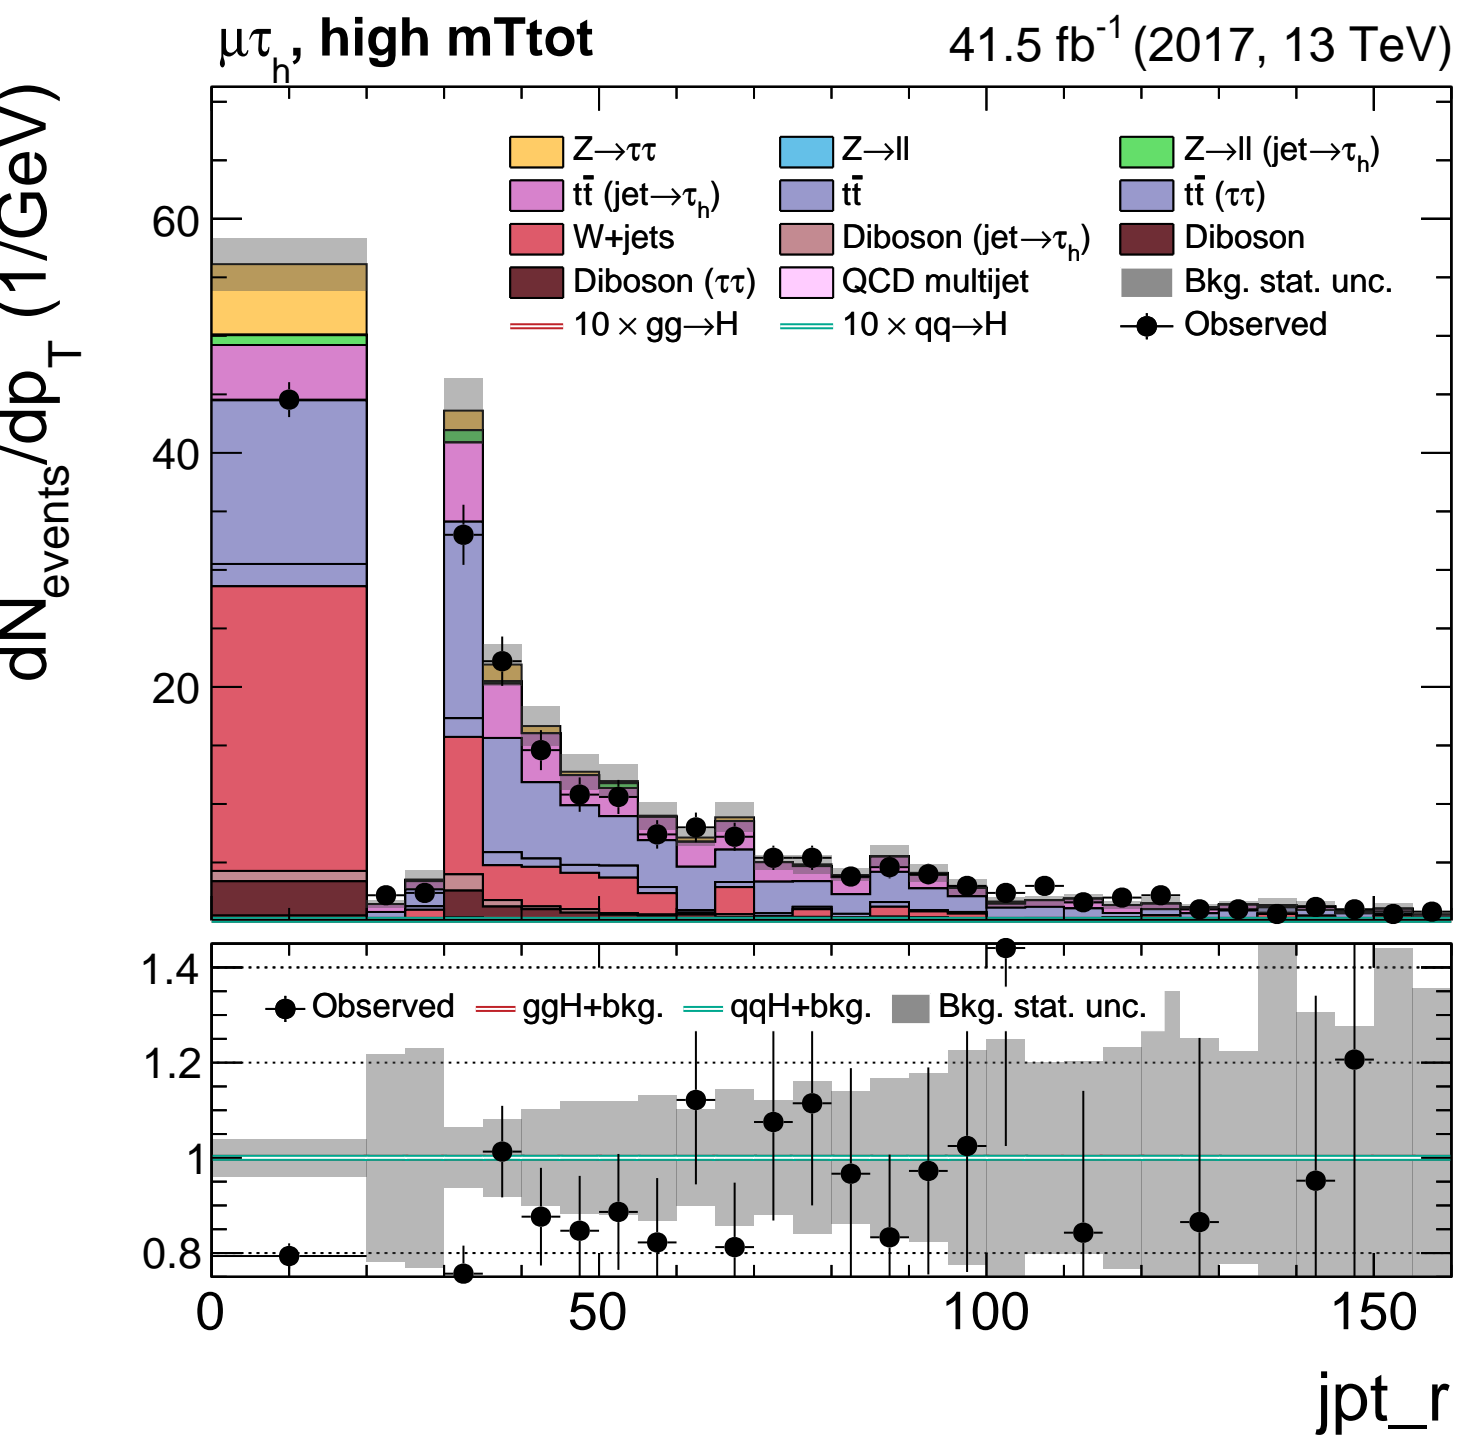 μτh, high mTtot
41.5 fb-1 (2017, 13 TeV)
dNevents/dpT (1/GeV)
60
40
20
Z→ττ
Z→ll
Z→ll (jet→τh)
tt̄ (jet→τh)
tt̄
tt̄ (ττ)
W+jets
Diboson (jet→τh)
Diboson
Diboson (ττ)
QCD multijet
Bkg. stat. unc.
10 × gg→H
10 × qq→H
Observed
1.4
1.2
1
0.8
Observed
ggH+bkg.
qqH+bkg.
Bkg. stat. unc.
0
50
100
150
jpt_r